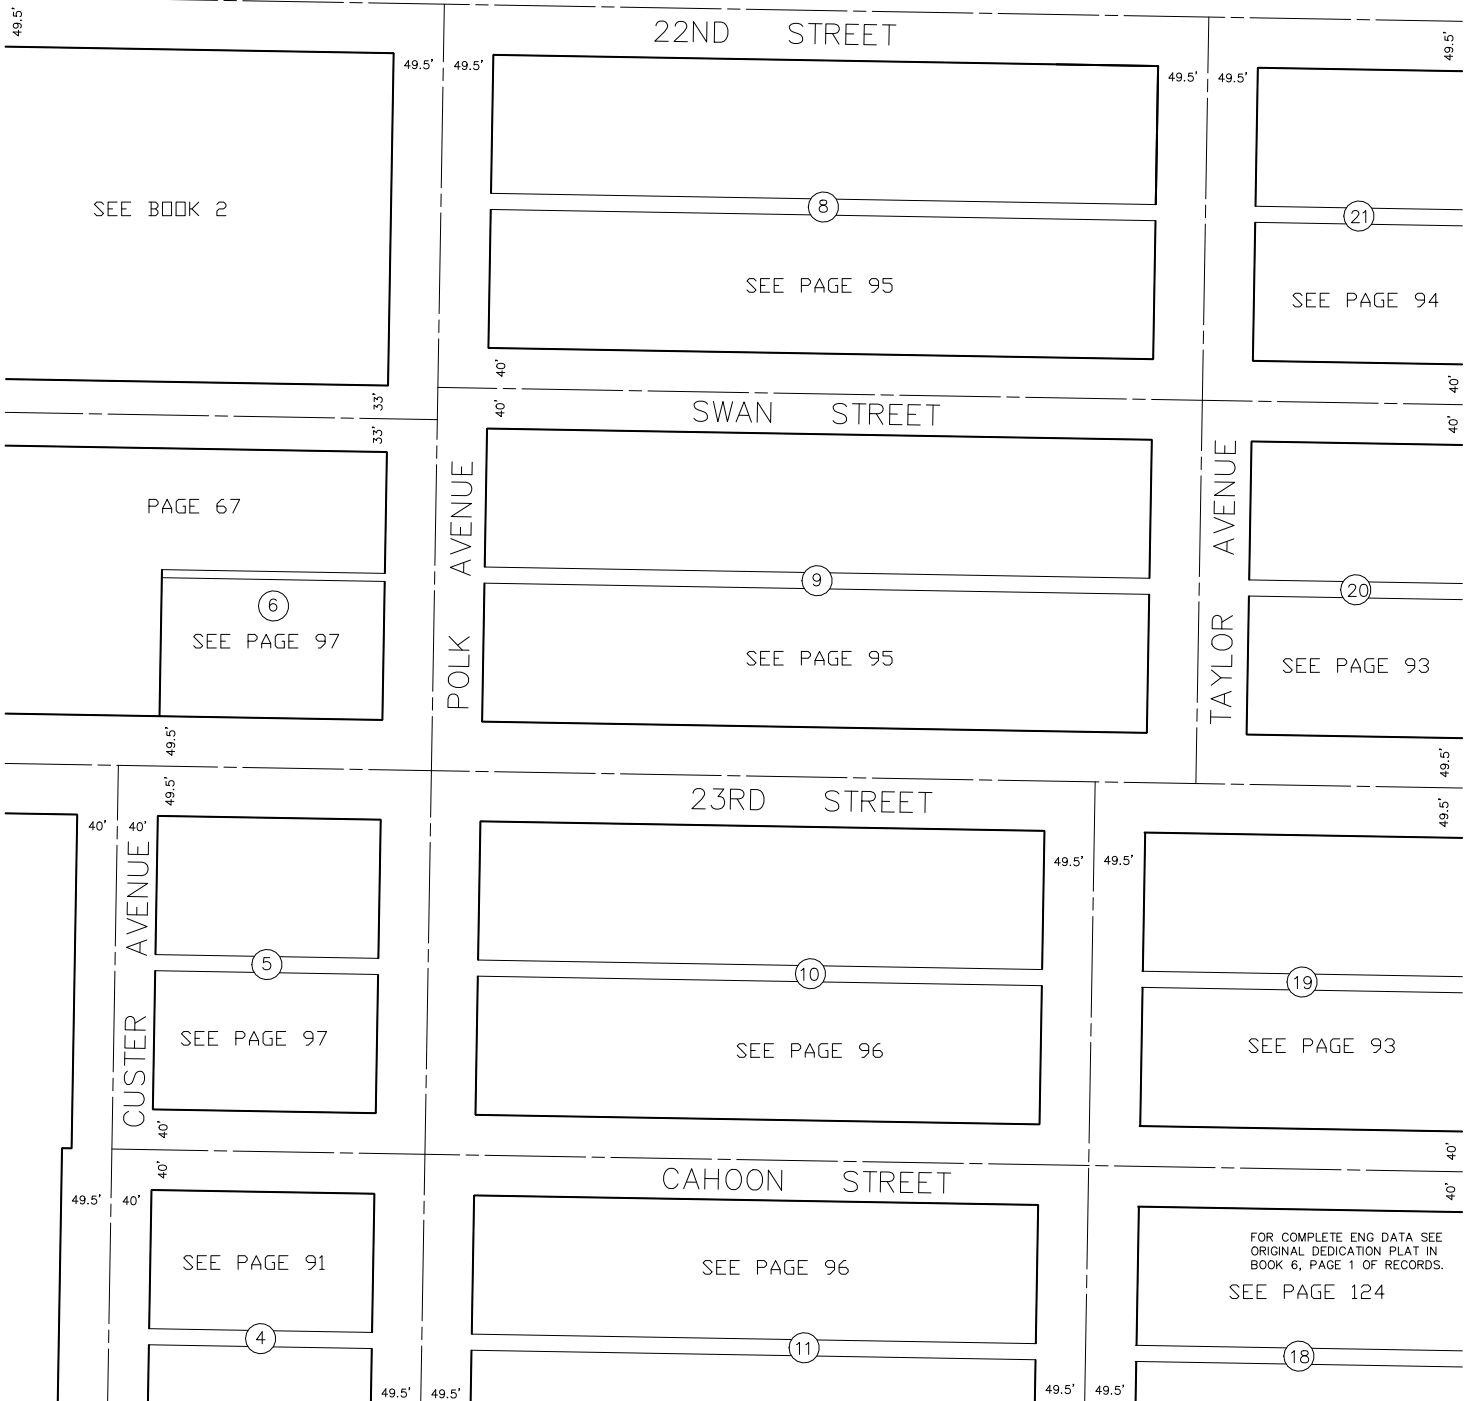 49.5'
22ND STREET
49.5'
49.5' 49.5'
49.5' 49.5'
SEE BOOK 2
8
21
SEE PAGE 95
SEE PAGE 94
33'
40'
40'
33'
40'
SWAN STREET
40'
PAGE 67
POLK AVENUE
TAYLOR AVENUE
9
20
6
SEE PAGE 97
SEE PAGE 95
SEE PAGE 93
49.5'
49.5'
49.5'
23RD STREET
49.5'
40' 40'
49.5' 49.5'
CUSTER AVENUE
5
10
19
SEE PAGE 97
SEE PAGE 96
SEE PAGE 93
40'
40'
40'
CAHOON STREET
40'
49.5' 40'
FOR COMPLETE ENG DATA SEE
ORIGINAL DEDICATION PLAT IN
BOOK 6, PAGE 1 OF RECORDS.
SEE PAGE 91
SEE PAGE 96
SEE PAGE 124
4
11
18
49.5' 49.5'
49.5' 49.5'